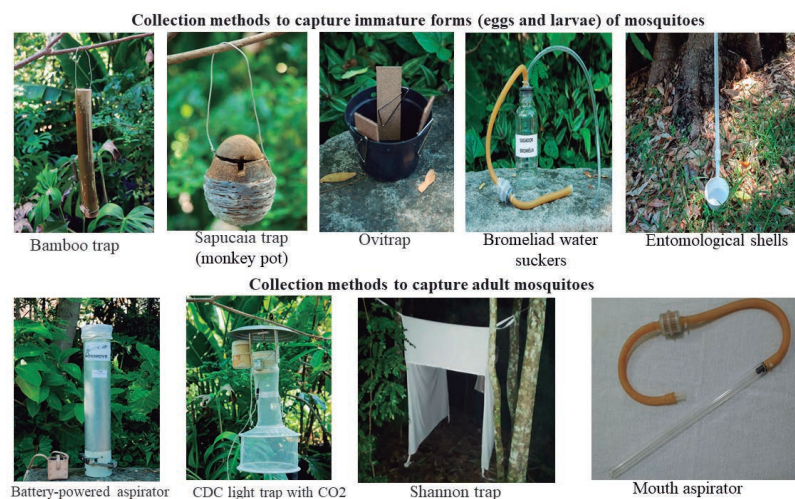 Collection methods to capture immature forms (eggs and larvae) of mosquitoes
Bamboo trap
Sapucaia trap
(monkey pot)
Ovitrap
Bromeliad water
suckers
Entomological shells
Collection methods to capture adult mosquitoes
Battery-powered aspirator
CDC light trap with CO2
Shannon trap
Mouth aspirator